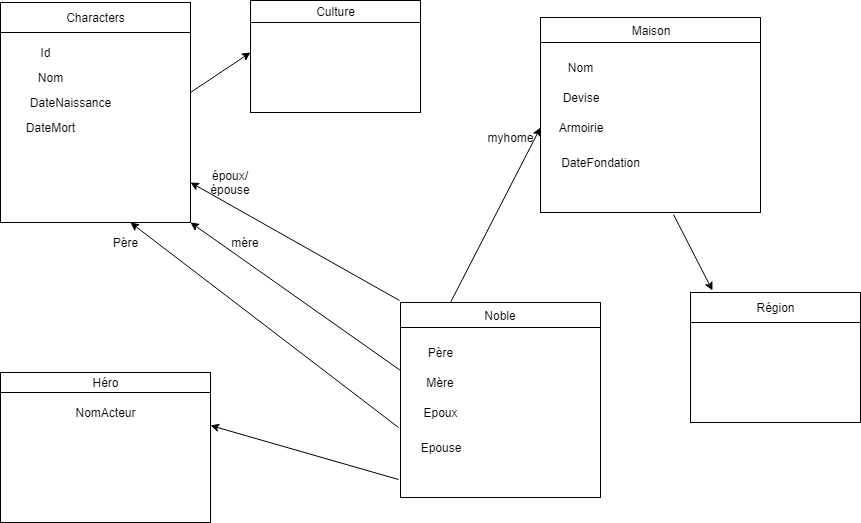 Characters
Id
Nom
DateNaissance
DateMort
Culture
Maison
Nom
Devise
Armoirie
DateFondation
myhome
époux/
épouse
Père
mère
Région
Noble
Père
Mère
Epoux
Epouse
Héro
NomActeur